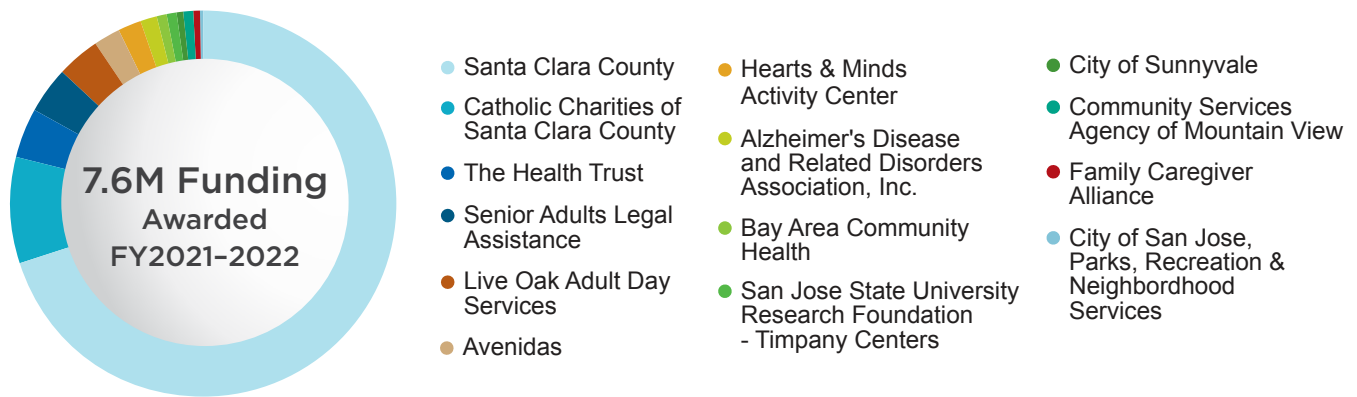 7.6M Funding
Awarded
FY2021–2022
Santa Clara County
Catholic Charities of
Santa Clara County
The Health Trust
Senior Adults Legal
Assistance
Live Oak Adult Day
Services
Avenidas
Hearts & Minds
Activity Center
Alzheimer's Disease
and Related Disorders
Association, Inc.
Bay Area Community
Health
San Jose State University
Research Foundation
- Timpany Centers
City of Sunnyvale
Community Services
Agency of Mountain View
Family Caregiver
Alliance
City of San Jose,
Parks, Recreation &
Neighbordhood
Services